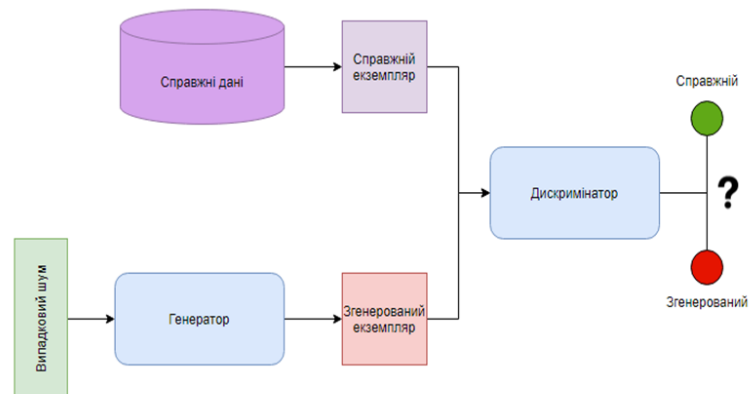 Справжні дані
Справжній
екземпляр
Справжній
Дискримінатор
?
Випадковий шум
Генератор
Згенерований
екземпляр
Згенерований